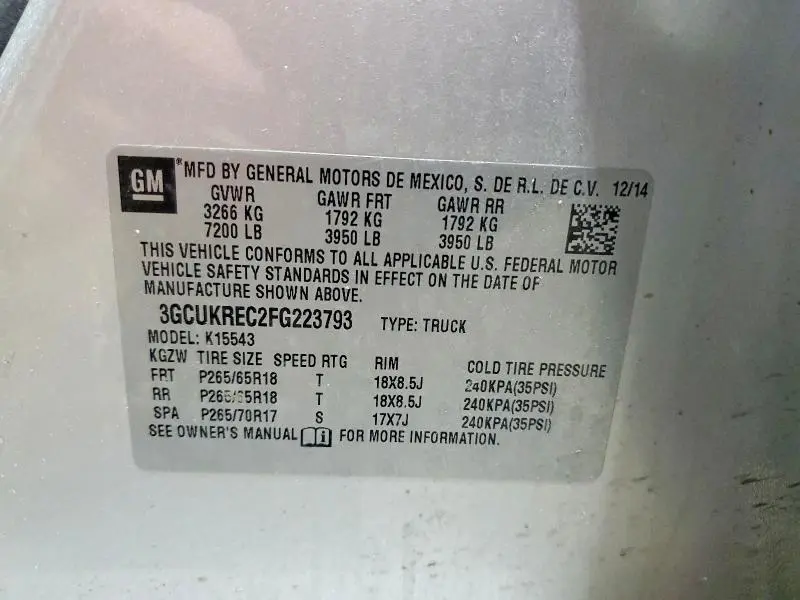 GM ® MFD BY GENERAL MOTORS DE MEXICO, S. DE R.L. DE C.V. 12/14
GVWR GAWR FRT GAWR RR
3266 KG 1792 KG 1792 KG
7200 LB 3950 LB 3950 LB
THIS VEHICLE CONFORMS TO ALL APPLICABLE U.S. FEDERAL MOTOR
VEHICLE SAFETY STANDARDS IN EFFECT ON THE DATE OF
MANUFACTURE SHOWN ABOVE.
3GCUKREC2FG223793 TYPE: TRUCK
MODEL: K15543
KGZW TIRE SIZE SPEED RTG RIM COLD TIRE PRESSURE
FRT P265/65R18 T 18X8.5J 240KPA(35PSI)
RR P265/65R18 T 18X8.5J 240KPA(35PSI)
SPA P265/70R17 S 17X7J 240KPA(35PSI)
SEE OWNER'S MANUAL FOR MORE INFORMATION.